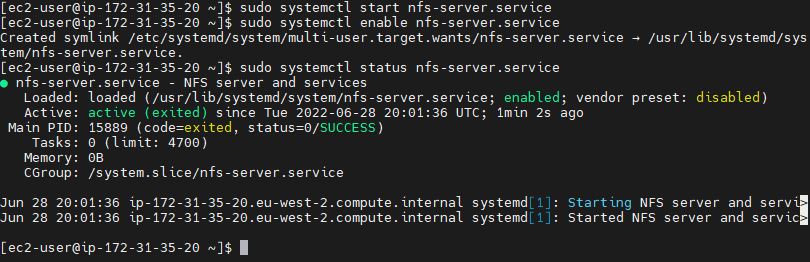 [ec2-user@ip-172-31-35-20 ~]$ sudo systemctl start nfs-server.service
[ec2-user@ip-172-31-35-20 ~]$ sudo systemctl enable nfs-server.service
Created symlink /etc/systemd/system/multi-user.target.wants/nfs-server.service → /usr/lib/systemd/sys
tem/nfs-server.service.
[ec2-user@ip-172-31-35-20 ~]$ sudo systemctl status nfs-server.service
● nfs-server.service - NFS server and services
   Loaded: loaded (/usr/lib/systemd/system/nfs-server.service; enabled; vendor preset: disabled)
   Active: active (exited) since Tue 2022-06-28 20:01:36 UTC; 1min 2s ago
 Main PID: 15889 (code=exited, status=0/SUCCESS)
    Tasks: 0 (limit: 4700)
   Memory: 0B
   CGroup: /system.slice/nfs-server.service
Jun 28 20:01:36 ip-172-31-35-20.eu-west-2.compute.internal systemd[1]: Starting NFS server and servi>
Jun 28 20:01:36 ip-172-31-35-20.eu-west-2.compute.internal systemd[1]: Started NFS server and servic>
[ec2-user@ip-172-31-35-20 ~]$